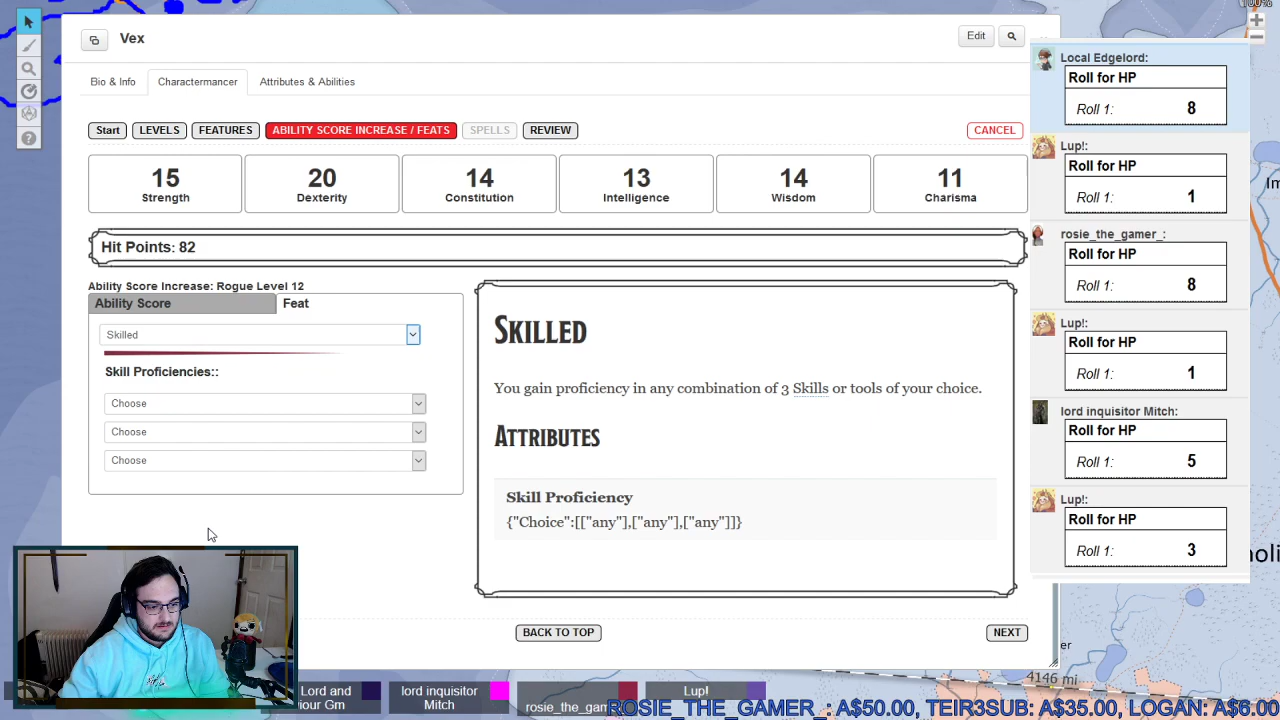 100%
Vex
Edit
Bio & Info
Charactermancer
Attributes & Abilities
Start
LEVELS
FEATURES
ABILITY SCORE INCREASE / FEATS
SPELLS
REVIEW
CANCEL
15
Strength
20
Dexterity
14
Constitution
13
Intelligence
14
Wisdom
11
Charisma
Hit Points: 82
Ability Score Increase: Rogue Level 12
Ability Score
Feat
Skilled
Skill Proficiencies::
Choose
Choose
Choose
SKILLED
You gain proficiency in any combination of 3 Skills or tools of your choice.
ATTRIBUTES
Skill Proficiency
{"Choice":[["any"],["any"],["any"]]}
BACK TO TOP
NEXT
Local Edgelord:
Roll for HP
Roll 1: 8
Lup!:
Roll for HP
Roll 1: 1
rosie_the_gamer_:
Roll for HP
Roll 1: 8
Lup!:
Roll for HP
Roll 1: 1
lord inquisitor Mitch:
Roll for HP
Roll 1: 5
Lup!:
Roll for HP
Roll 1: 3
4146 mi
Lord and
iour Gm
lord inquisitor
Mitch
rosie_the_gam
Lup!
ROSIE_THE_GAMER_: A$50.00, TEIR3SUB: A$35.00, LOGAN: A$6.00